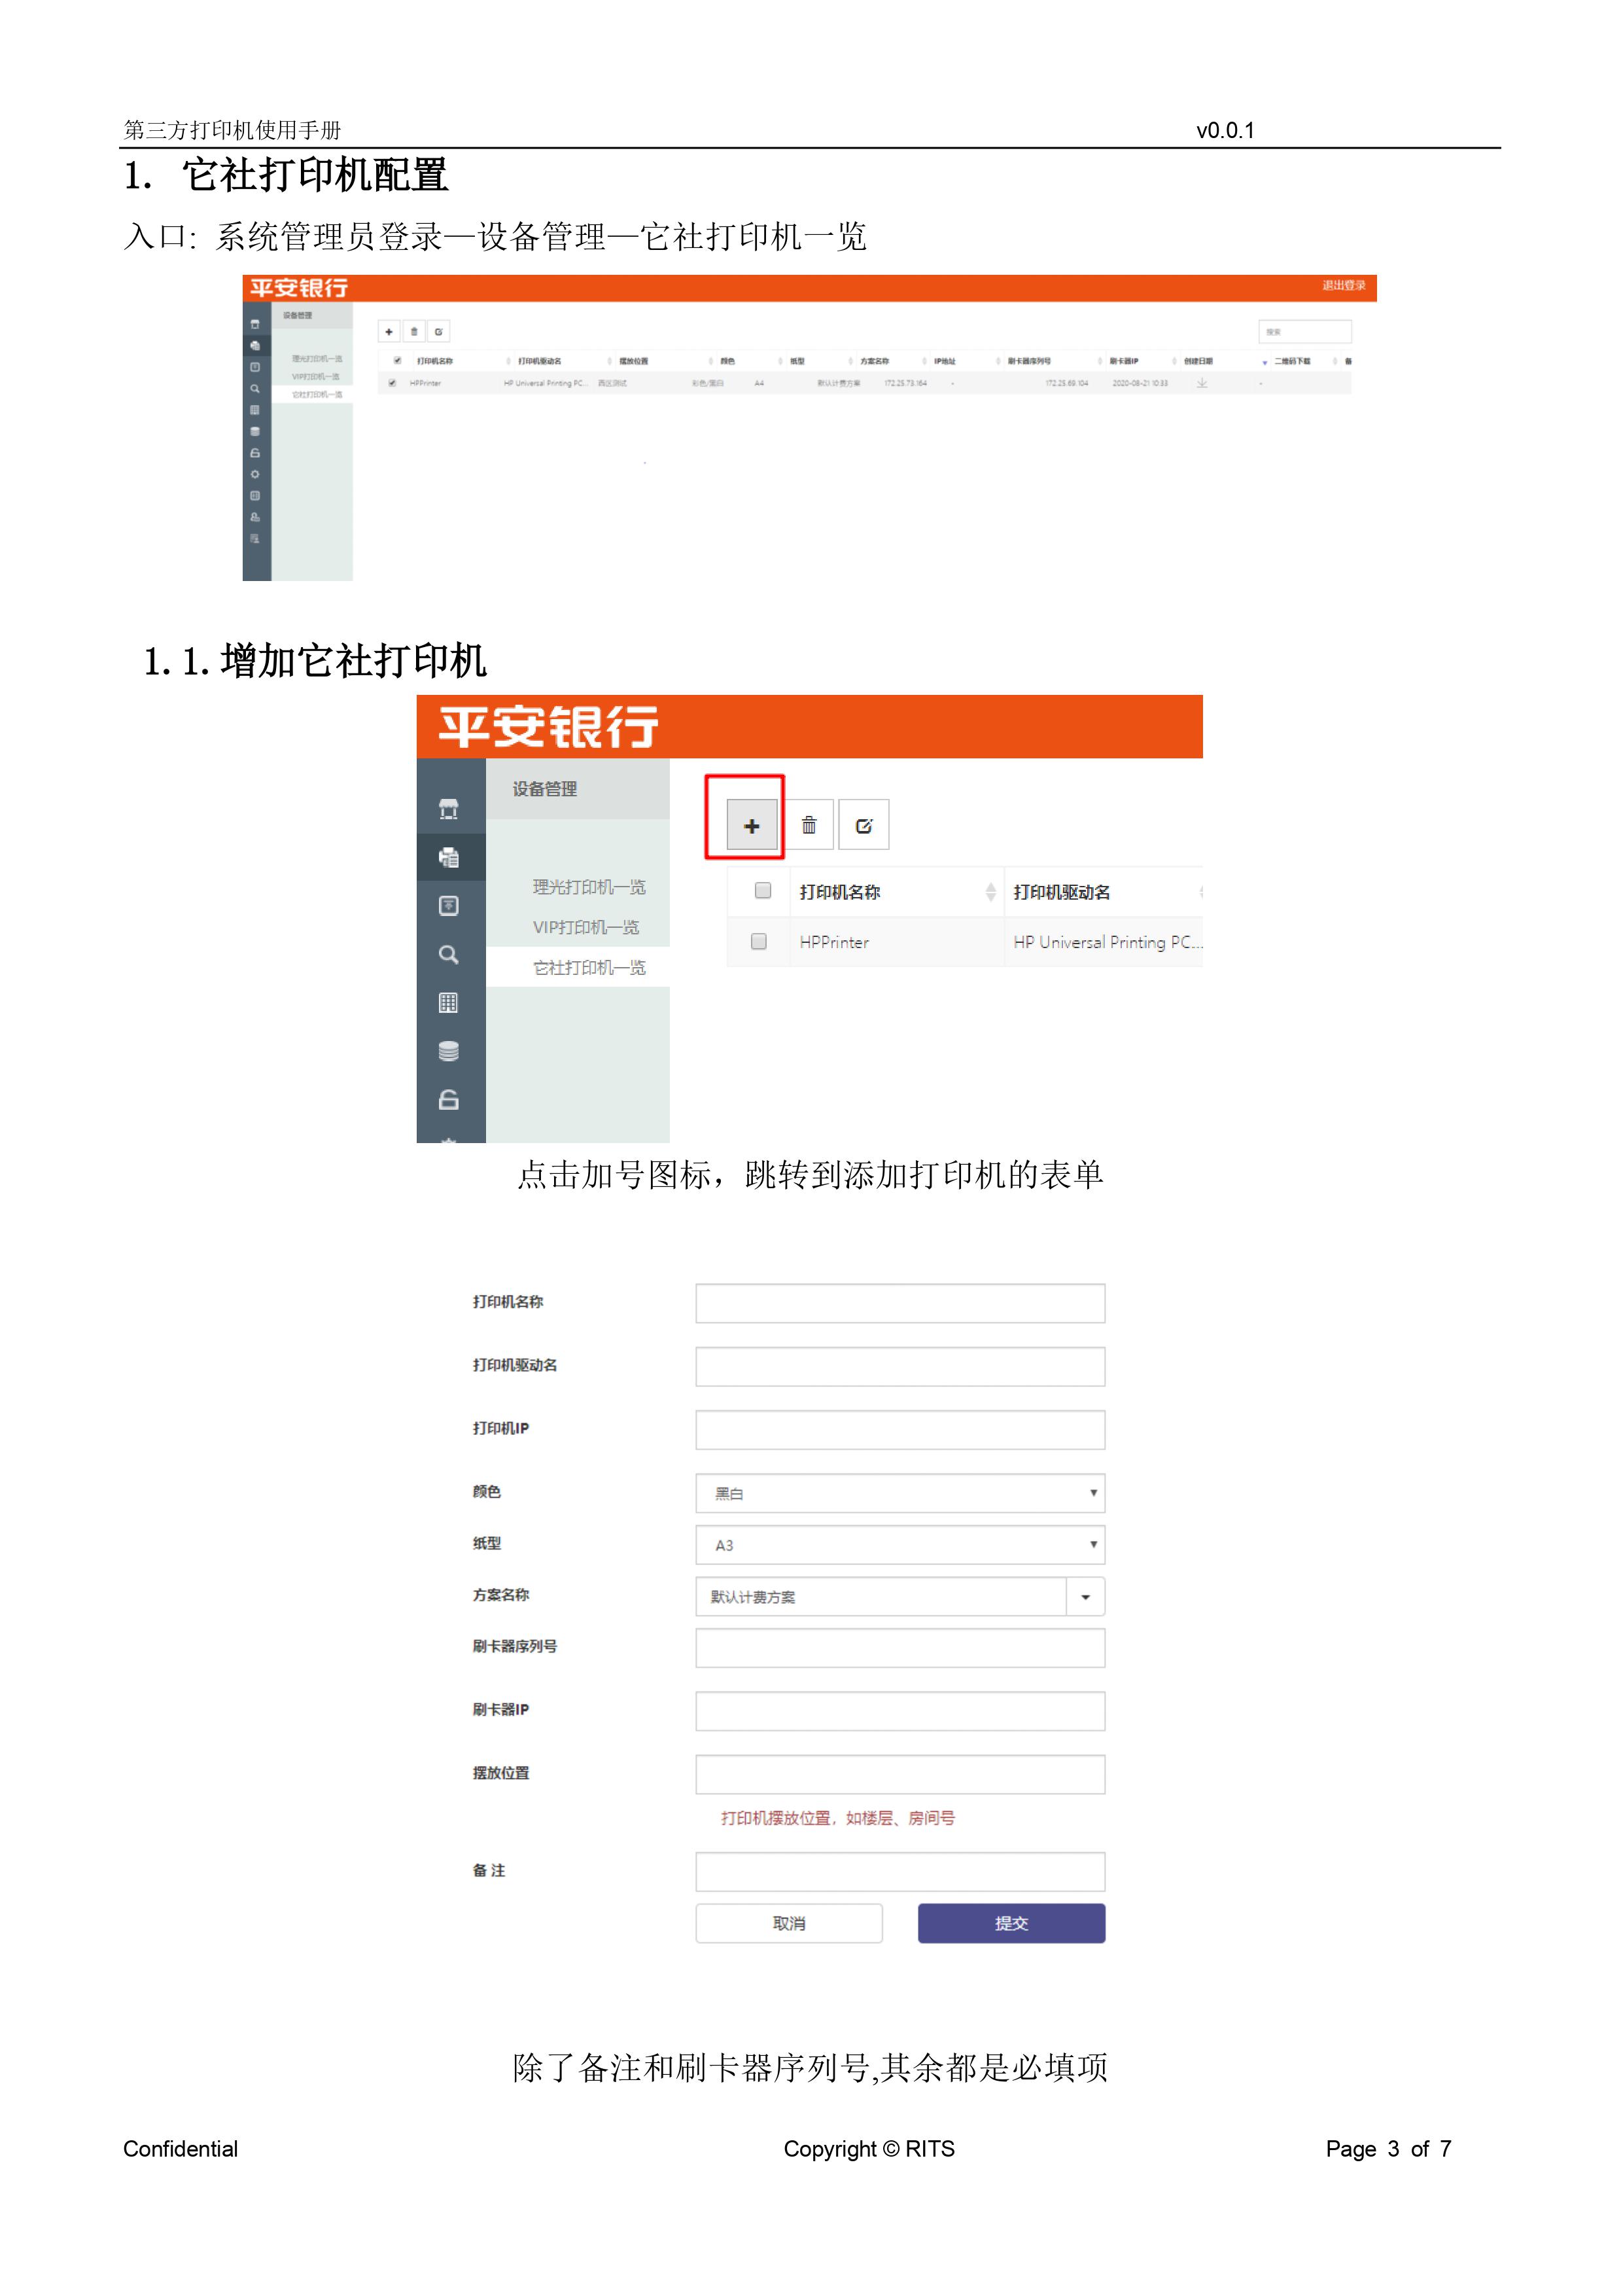 第三方打印机使用手册 v0.0.1
1. 它社打印机配置
入口: 系统管理员登录—设备管理—它社打印机一览
平安银行 退出登录
设备管理
搜索
理光打印机一览
VIP打印机一览
它社打印机一览
打印机名称 打印机驱动名 摆放位置 颜色 纸型 方案名称 IP地址 刷卡器序列号 刷卡器IP 创建日期 二维码下载 备
HPPrinter HP Universal Printing PC... 西区测试 彩色/黑白 A4 默认计费方案 172.25.73.164 - 172.25.69.104 2020-08-21 10:33 -
1.1.增加它社打印机
平安银行
设备管理
理光打印机一览
VIP打印机一览
它社打印机一览
打印机名称 打印机驱动名
HPPrinter HP Universal Printing PC...
点击加号图标，跳转到添加打印机的表单
打印机名称
打印机驱动名
打印机IP
颜色 黑白
纸型 A3
方案名称 默认计费方案
刷卡器序列号
刷卡器IP
摆放位置
打印机摆放位置，如楼层、房间号
备 注
取消 提交
除了备注和刷卡器序列号,其余都是必填项
Confidential Copyright © RITS Page 3 of 7